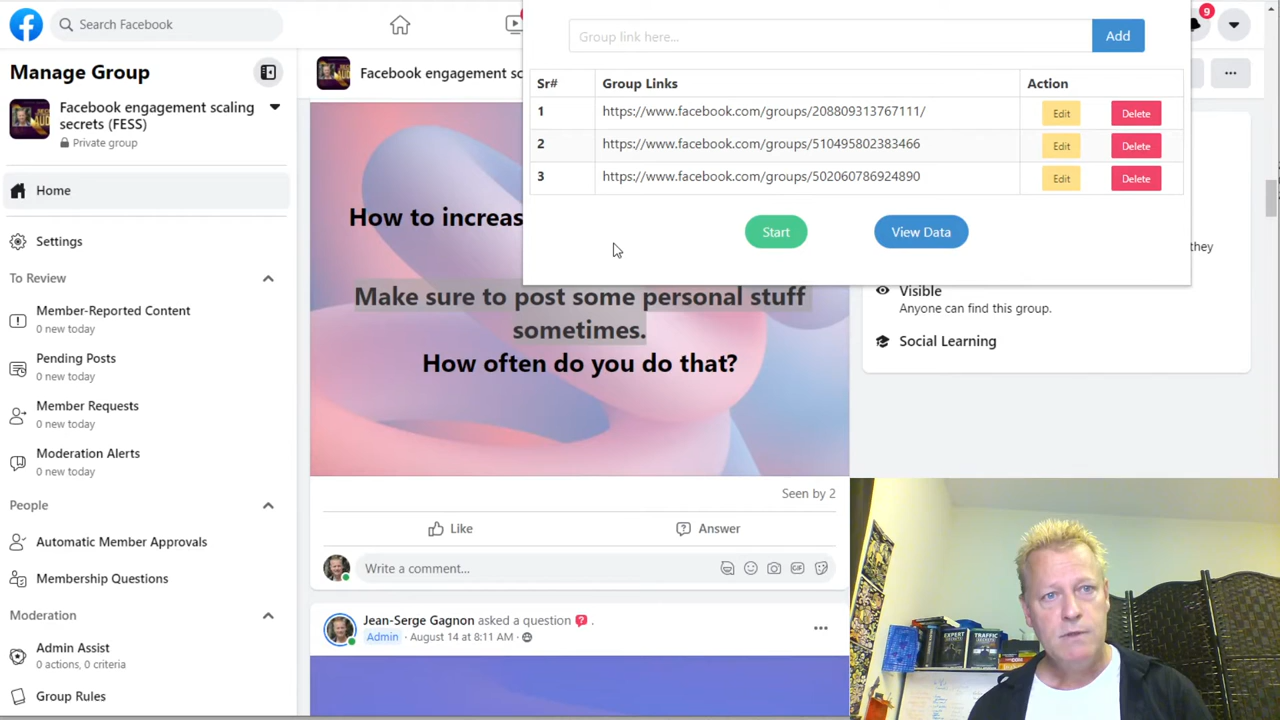 Search Facebook
Manage Group
Facebook engagement scaling
secrets (FESS)
Private group
Home
Settings
To Review
Member-Reported Content
0 new today
Pending Posts
0 new today
Member Requests
0 new today
Moderation Alerts
0 new today
People
Automatic Member Approvals
Membership Questions
Moderation
Admin Assist
0 actions, 0 criteria
Group Rules
Facebook engagement sc
How to increas
Make sure to post some personal stuff
sometimes.
How often do you do that?
Seen by 2
Like
Answer
Write a comment...
GIF
Jean-Serge Gagnon asked a question .
Admin · August 14 at 8:11 AM ·
Group link here...
Add
Sr# Group Links Action
1 https://www.facebook.com/groups/208809313767111/ Edit Delete
2 https://www.facebook.com/groups/510495802383466 Edit Delete
3 https://www.facebook.com/groups/502060786924890 Edit Delete
Start
View Data
9
they
Visible
Anyone can find this group.
Social Learning
EXPERT
SECRETS
TRAFFIC
SECRETS